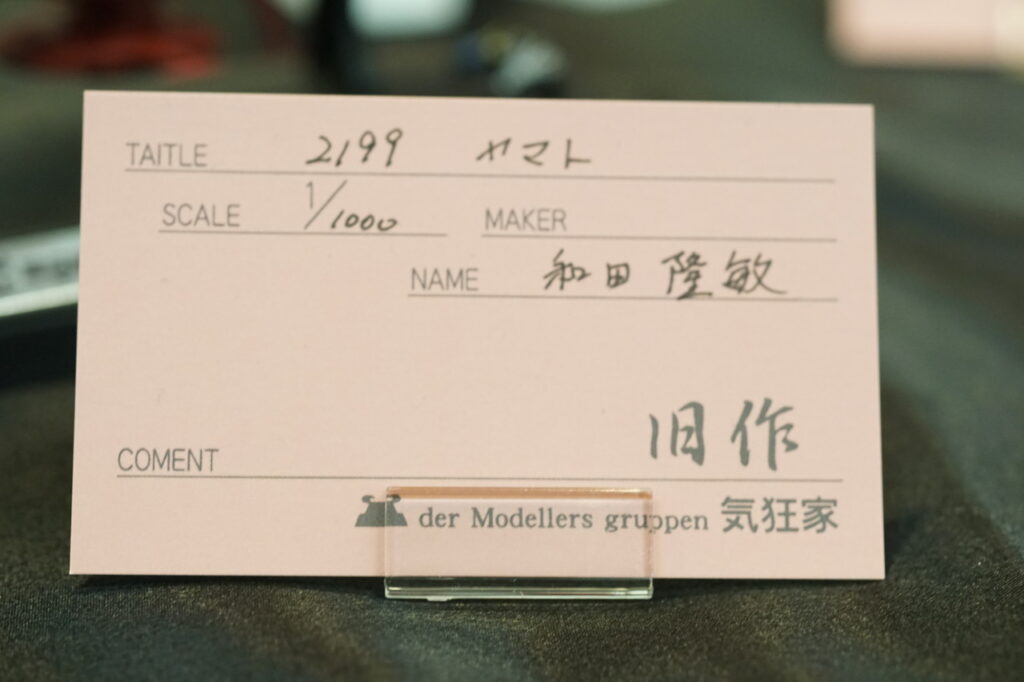 TAITLE 2199 ヤマト
SCALE 1/1000 MAKER
NAME 和田 隆敏
旧作
COMENT
der Modellers gruppen 気狂家